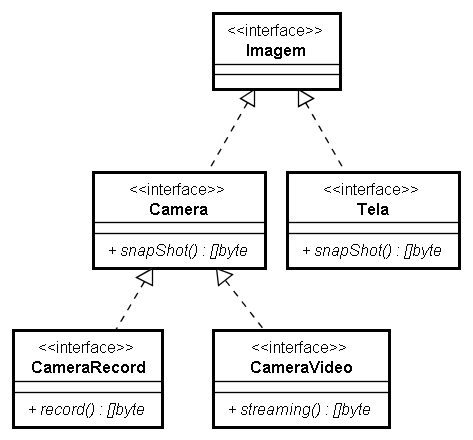 <<interface>>
Imagem
<<interface>>
Camera
+ snapShot() : []byte
<<interface>>
Tela
+ snapShot() : []byte
<<interface>>
CameraRecord
+ record() : []byte
<<interface>>
CameraVideo
+ streaming() : []byte